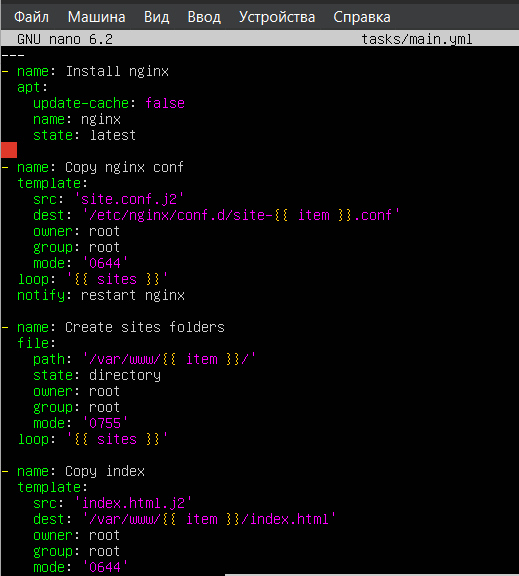 Файл Машина Вид Ввод Устройства Справка
GNU nano 6.2 tasks/main.yml
---
- name: Install nginx
  apt:
    update-cache: false
    name: nginx
    state: latest

- name: Copy nginx conf
  template:
    src: 'site.conf.j2'
    dest: '/etc/nginx/conf.d/site-{{ item }}.conf'
    owner: root
    group: root
    mode: '0644'
  loop: '{{ sites }}'
  notify: restart nginx

- name: Create sites folders
  file:
    path: '/var/www/{{ item }}/'
    state: directory
    owner: root
    group: root
    mode: '0755'
  loop: '{{ sites }}'

- name: Copy index
  template:
    src: 'index.html.j2'
    dest: '/var/www/{{ item }}/index.html'
    owner: root
    group: root
    mode: '0644'